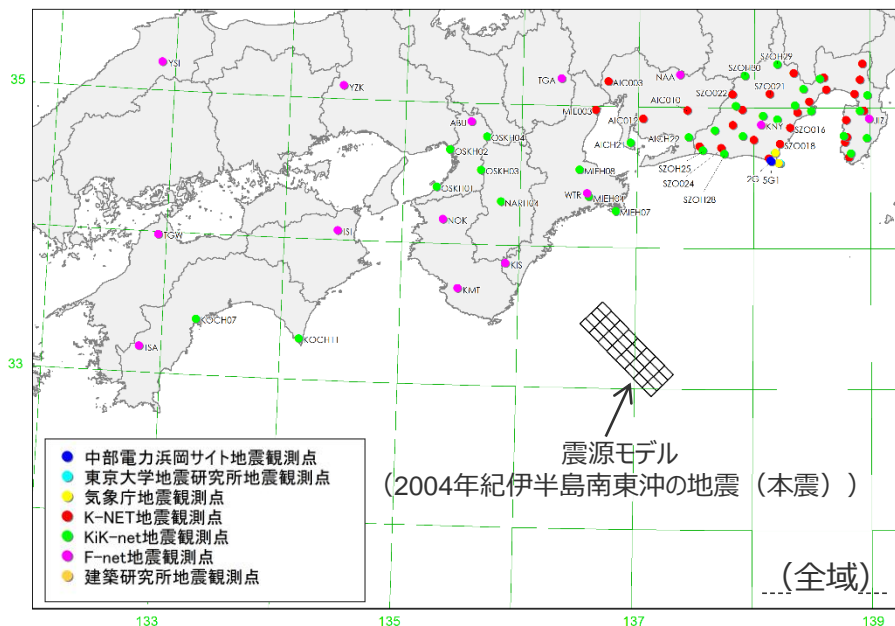 35
33
133
135
136
137
138
139
YSI
YZK
TGA
AIC003
NAA
SZOH30
SZOH29
SZO022
SZO021
MIE003
AIC010
AIC012
ABU
OSKH04
OSKH02
OSKH03
OSKH01
AICH21
AICH22
KNY
SZO016
SZO018
JIZ
SZOH25
SZO024
SZOH28
2G
SG1
MIEH08
WTR
MIEH04
MIEH07
NARH04
NOK
TGW
ISI
KIS
KMT
KOCH07
KOCH11
ISA
震源モデル
（2004年紀伊半島南東沖の地震（本震））
中部電力浜岡サイト地震観測点
東京大学地震研究所地震観測点
気象庁地震観測点
K-NET地震観測点
KiK-net地震観測点
F-net地震観測点
建築研究所地震観測点
（全域）